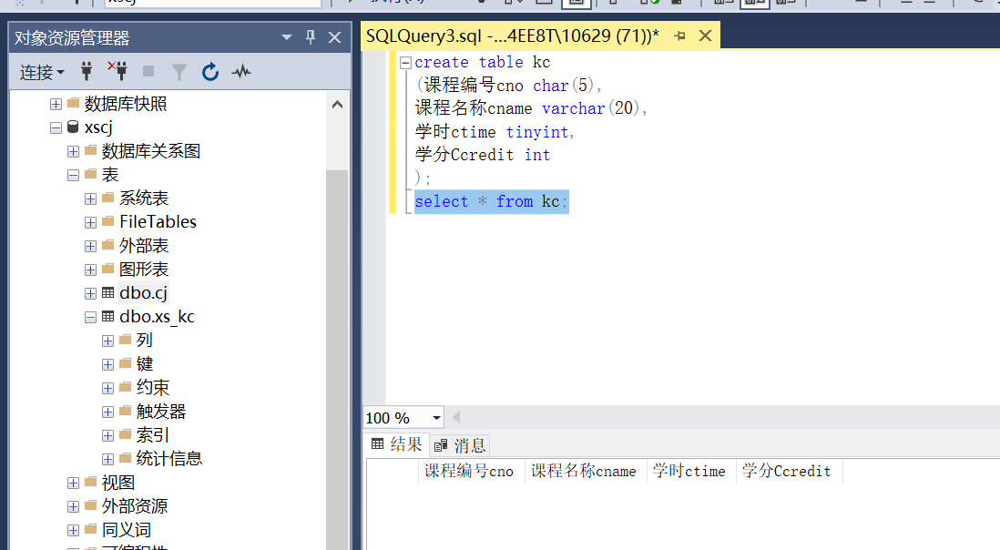 对象资源管理器
连接
数据库快照
xscj
数据库关系图
表
系统表
FileTables
外部表
图形表
dbo.cj
dbo.xs_kc
列
键
约束
触发器
索引
统计信息
视图
外部资源
同义词
SQLQuery3.sql -...4EE8T\10629 (71))*
create table kc
(课程编号cno char(5),
课程名称cname varchar(20),
学时ctime tinyint,
学分Ccredit int
);
select * from kc;
100 %
结果 消息
课程编号cno 课程名称cname 学时ctime 学分Ccredit